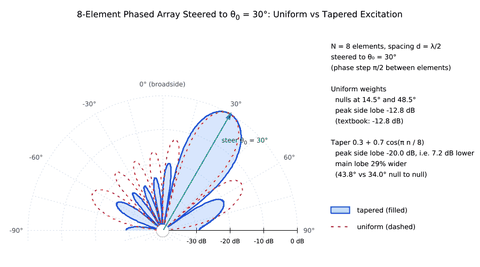 8-Element Phased Array Steered to θ₀ = 30°: Uniform vs Tapered Excitation
N = 8 elements, spacing d = λ/2
steered to θ₀ = 30°
(phase step π/2 between elements)
Uniform weights
nulls at 14.5° and 48.5°
peak side lobe -12.8 dB
(textbook: -12.8 dB)
Taper 0.3 + 0.7 cos(π n / 8)
peak side lobe -20.0 dB, i.e. 7.2 dB lower
main lobe 29% wider
(43.8° vs 34.0° null to null)
0° (broadside)
-30°
30°
steer θ₀ = 30°
-60°
60°
-90°
90°
-30 dB
-20 dB
-10 dB
0 dB
tapered (filled)
uniform (dashed)